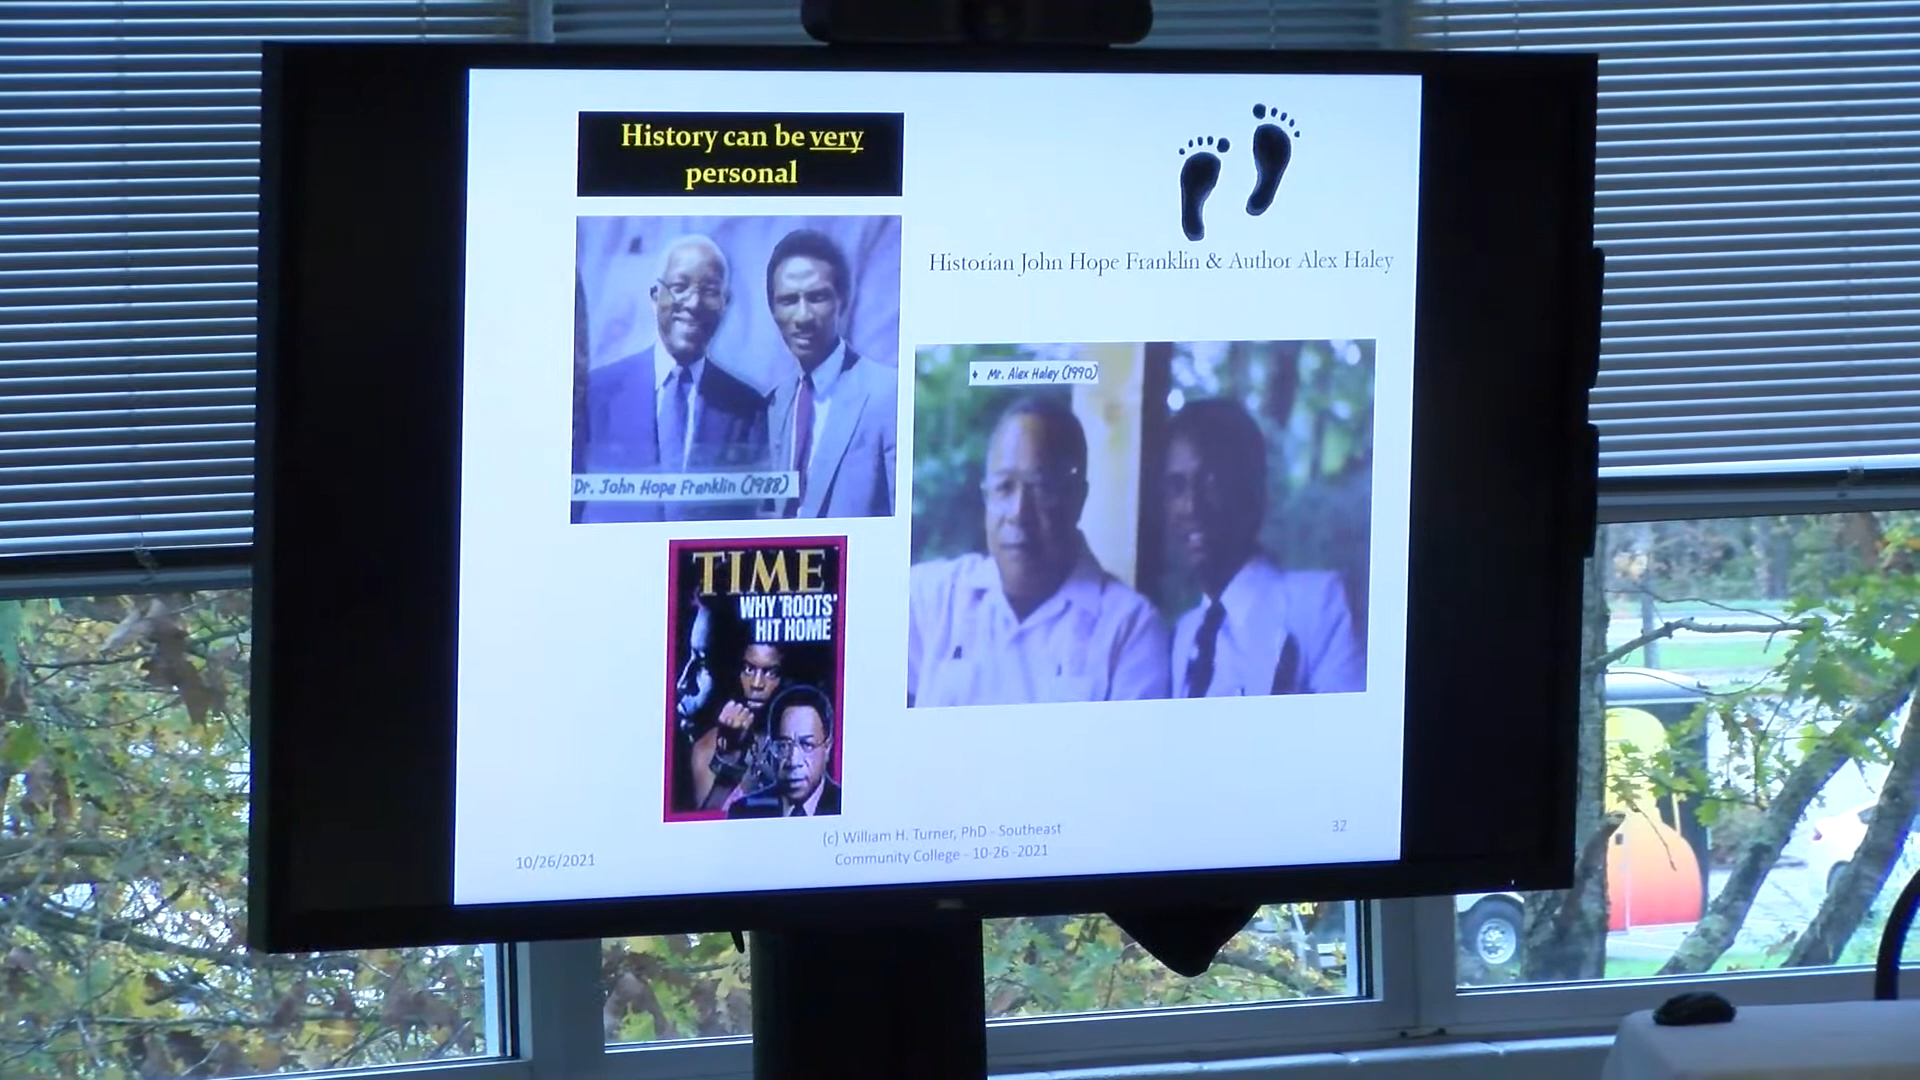 History can be very
personal
Historian John Hope Franklin & Author Alex Haley
Mr. Alex Haley (1990)
Dr. John Hope Franklin (1988)
TIME
WHY 'ROOTS'
HIT HOME
(c) William H. Turner, PhD - Southeast
Community College - 10-26 -2021
32
10/26/2021